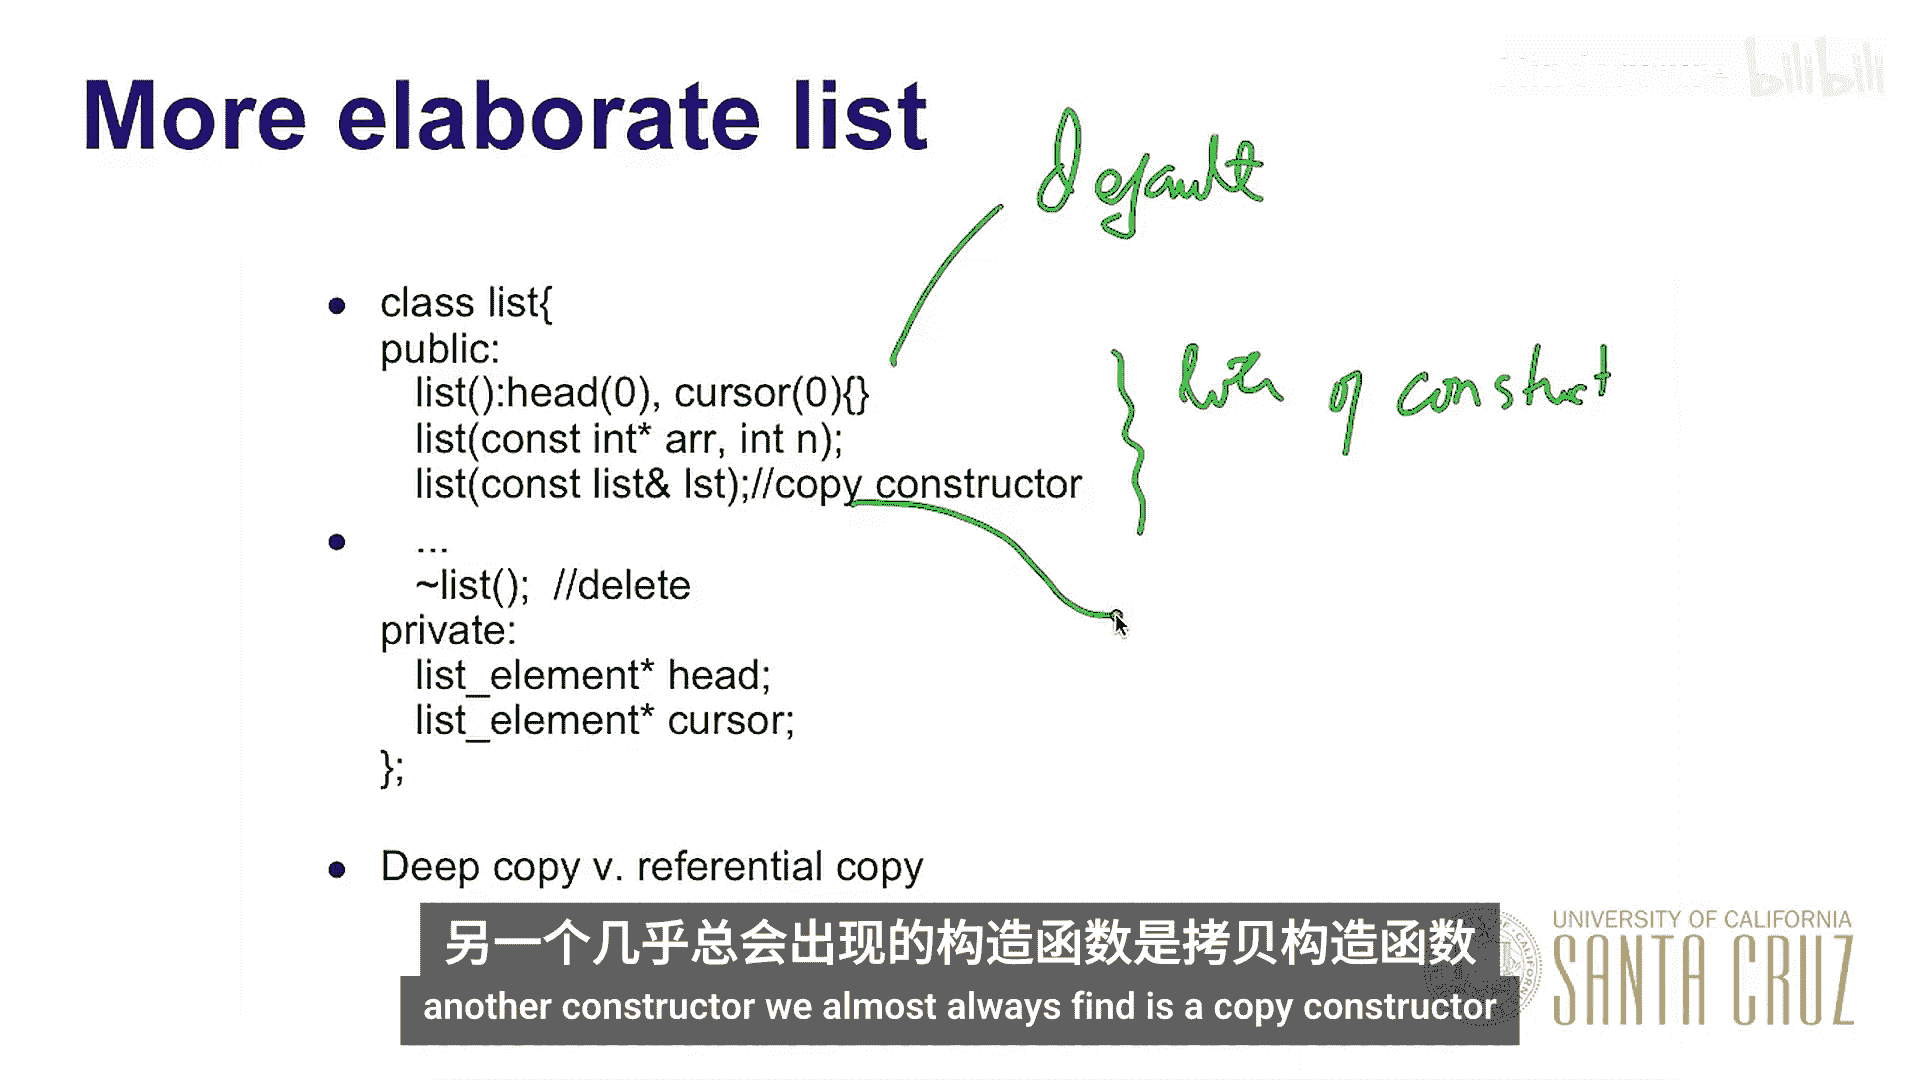 bilibili
More elaborate list
Default
class list{
public:
list():head(0), cursor(0){}
list(const int* arr, int n);
list(const list& lst);//copy constructor
of construct
...
~list(); //delete
private:
list_element* head;
list_element* cursor;
};
Deep copy v. referential copy
另一个几乎总会出现的构造函数是拷贝构造函数
another constructor we almost always find is a copy constructor
UNIVERSITY OF CALIFORNIA
SANTA CRUZ